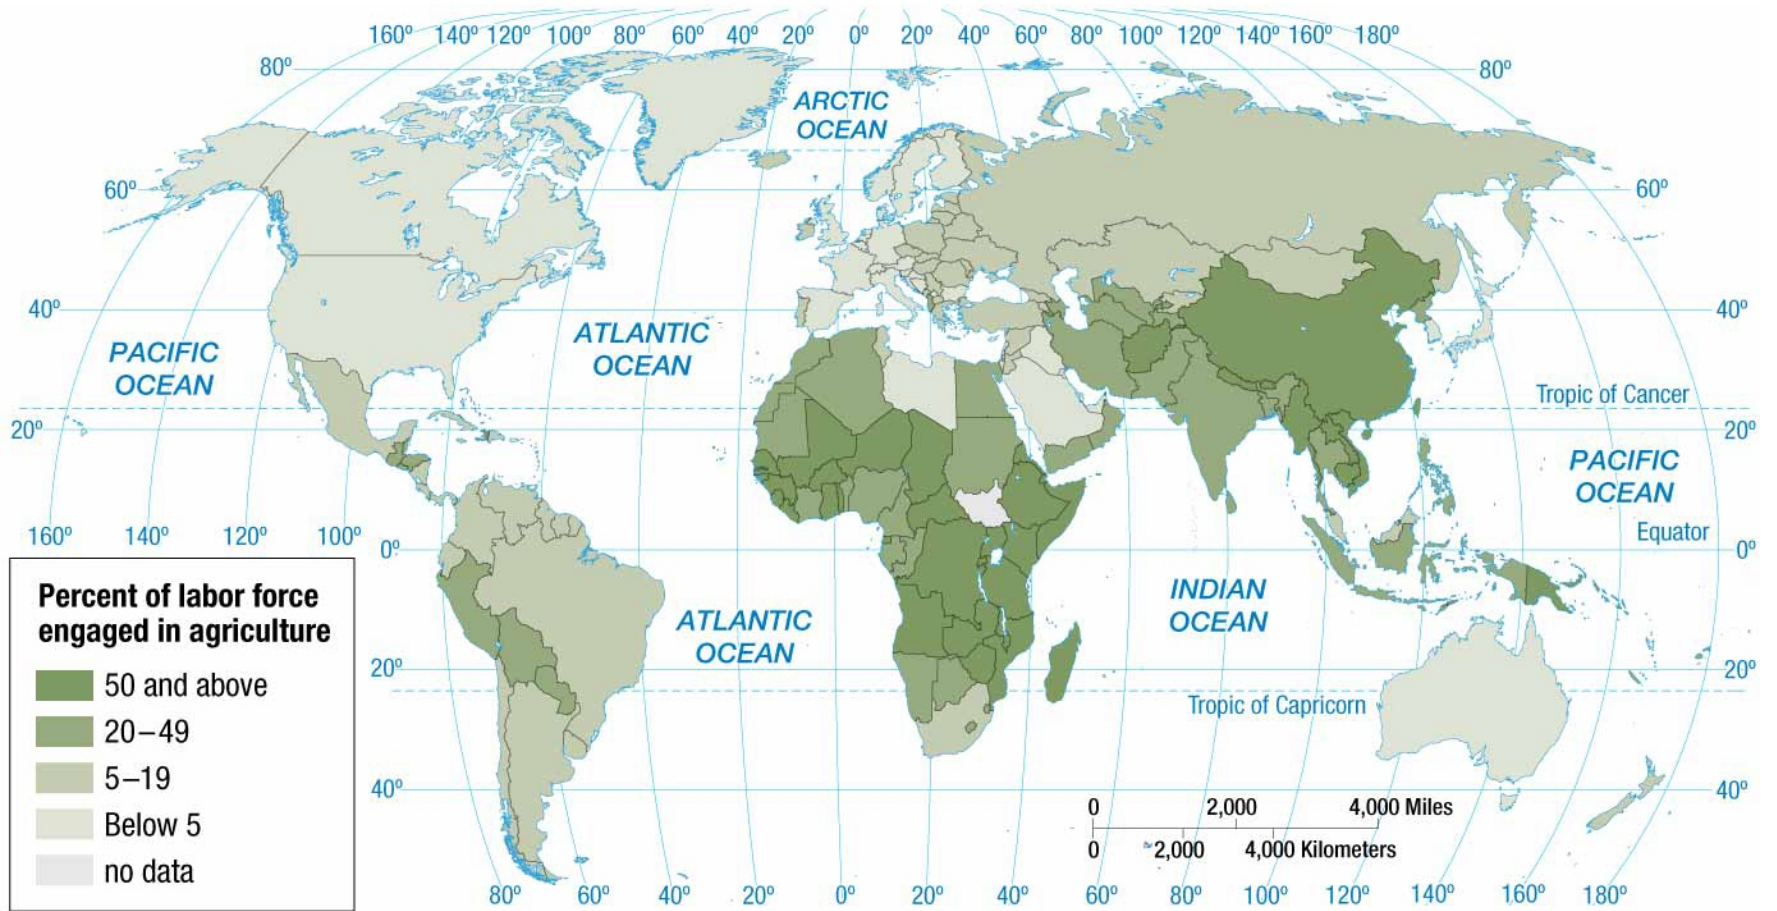 160º 140º 120º 100º 80º 60º 40º 20º 0º 20º 40º 60º 80º 100º 120º 140º 160º 180º
80º 80º
ARCTIC
OCEAN
60º 60º
40º 40º
PACIFIC
OCEAN
ATLANTIC
OCEAN
Tropic of Cancer
20º 20º
PACIFIC
OCEAN
160º 140º 120º 100º
Equator
0º 0º
INDIAN
OCEAN
ATLANTIC
OCEAN
20º 20º
Tropic of Capricorn
40º 40º
Percent of labor force
engaged in agriculture
50 and above
20–49
5–19
Below 5
no data
0 2,000 4,000 Miles
0 2,000 4,000 Kilometers
80º 60º 40º 20º 0º 20º 40º 60º 80º 100º 120º 140º 160º 180º